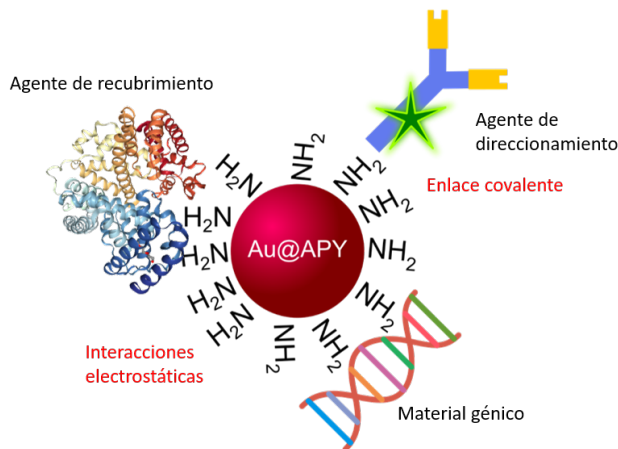 Agente de recubrimiento
Agente de
direccionamiento
Enlace covalente
H₂N
NH₂
NH₂
NH₂
H₂N
Au@APY
NH₂
H₂N
H₂N
NH₂
H₂N
NH₂
NH₂
Interacciones
electrostáticas
Material génico